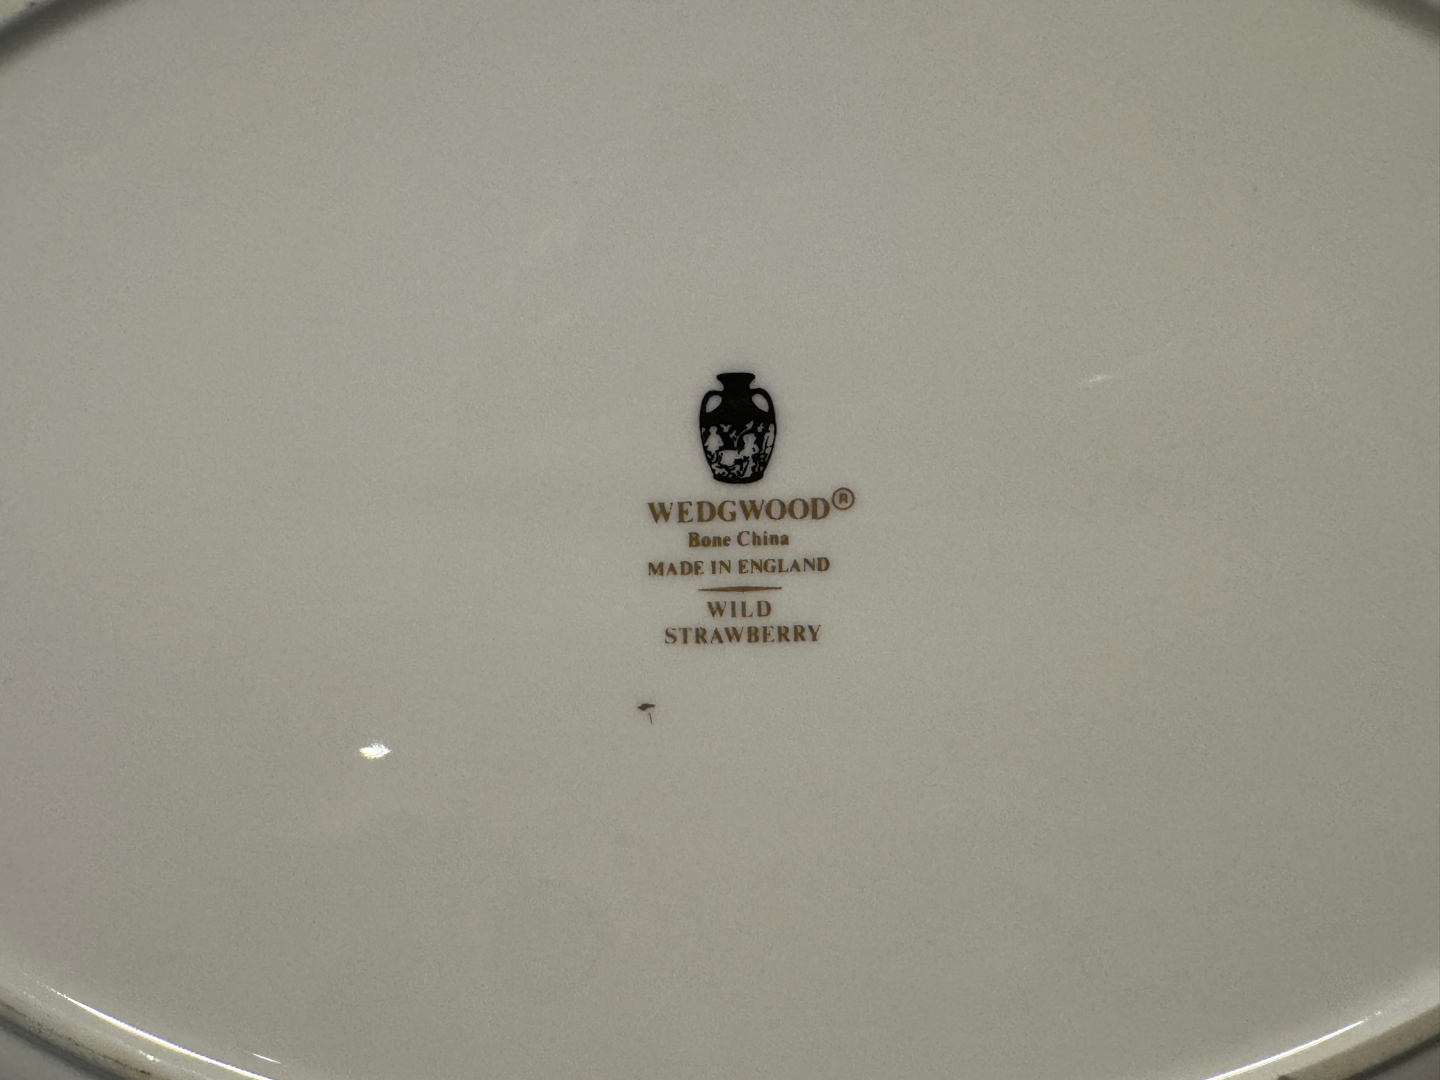 WEDGWOOD®
Bone China
MADE IN ENGLAND
WILD
STRAWBERRY